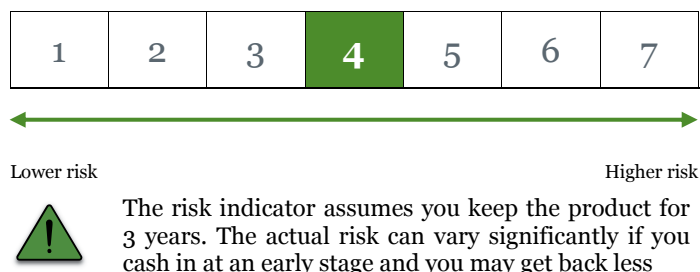 1 2 3 4 5 6 7
Lower risk Higher risk
!
The risk indicator assumes you keep the product for
3 years. The actual risk can vary significantly if you
cash in at an early stage and you may get back less